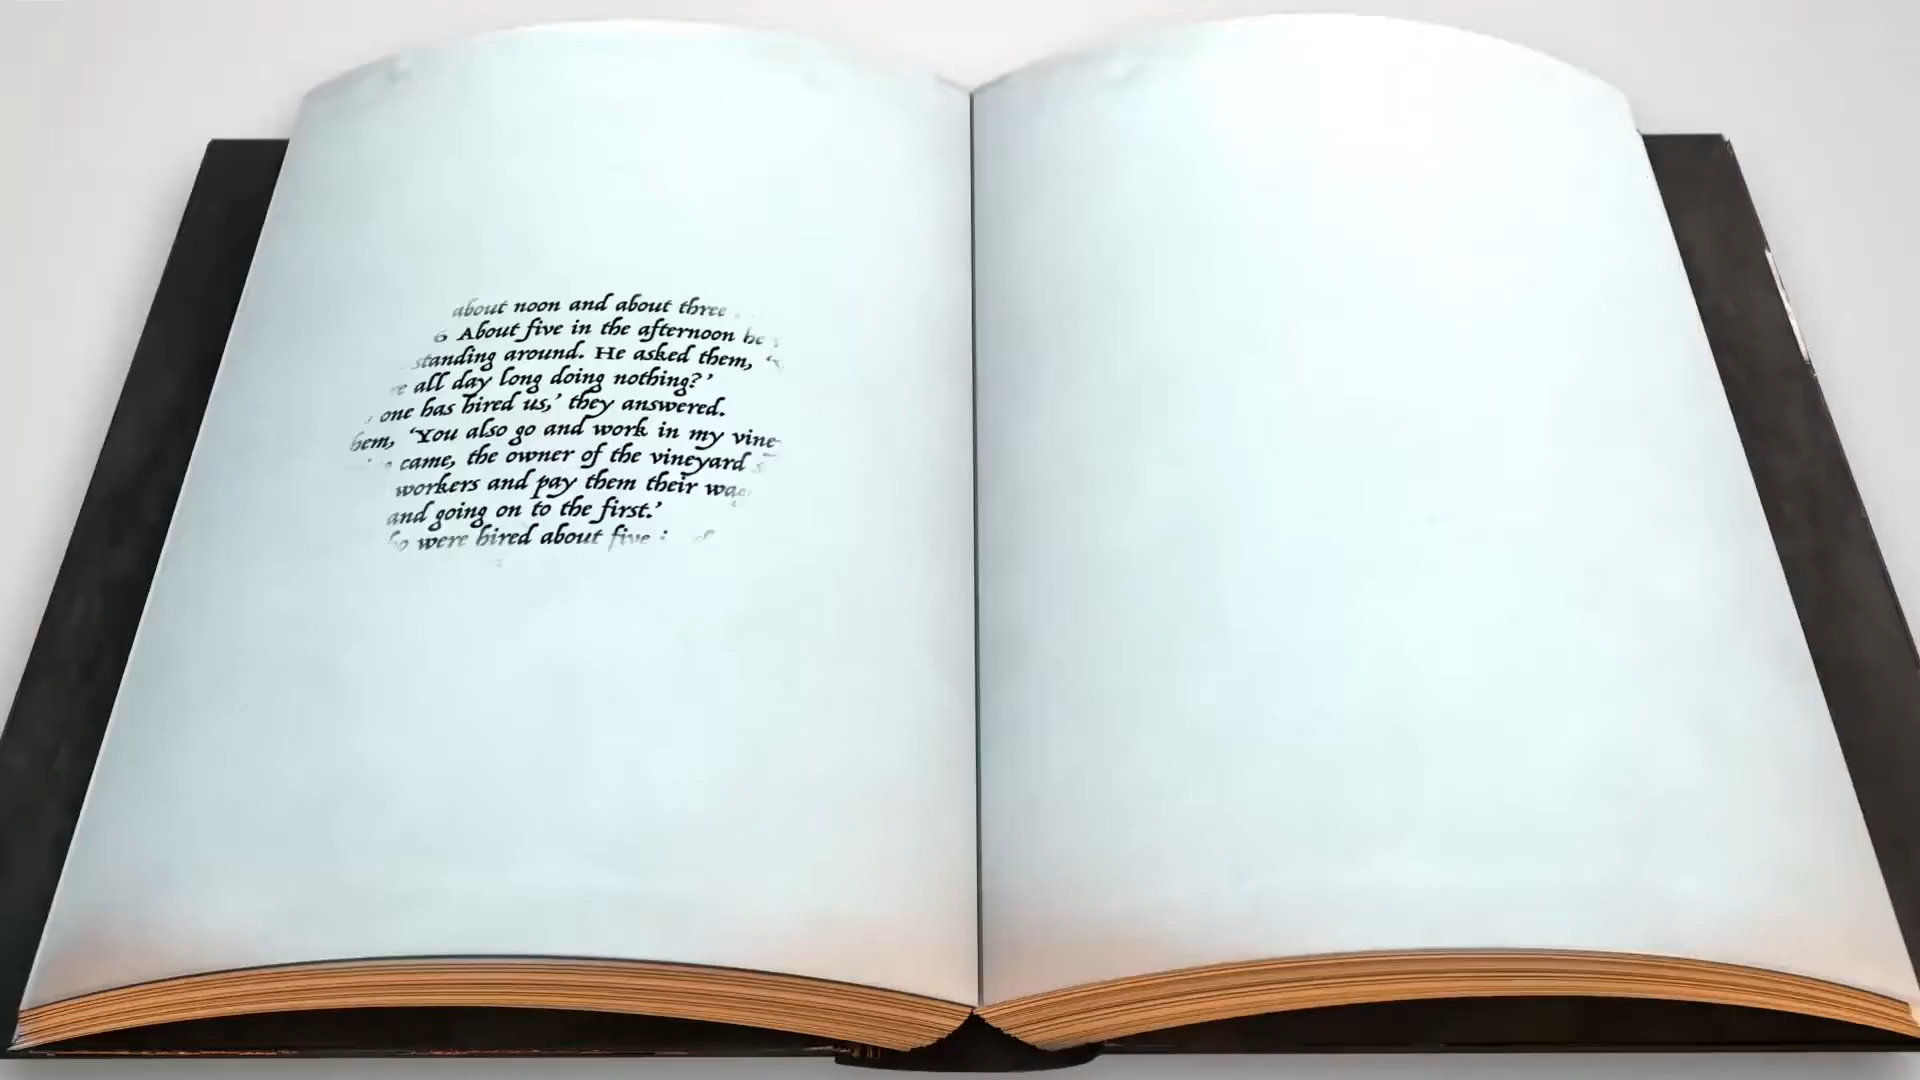 about noon and about three
6 About five in the afternoon he
standing around. He asked them, ‘
all day long doing nothing?’
one has hired us,’ they answered.
‘You also go and work in my vine-
came, the owner of the vineyard
workers and pay them their
and going on to the first.’
were hired about five